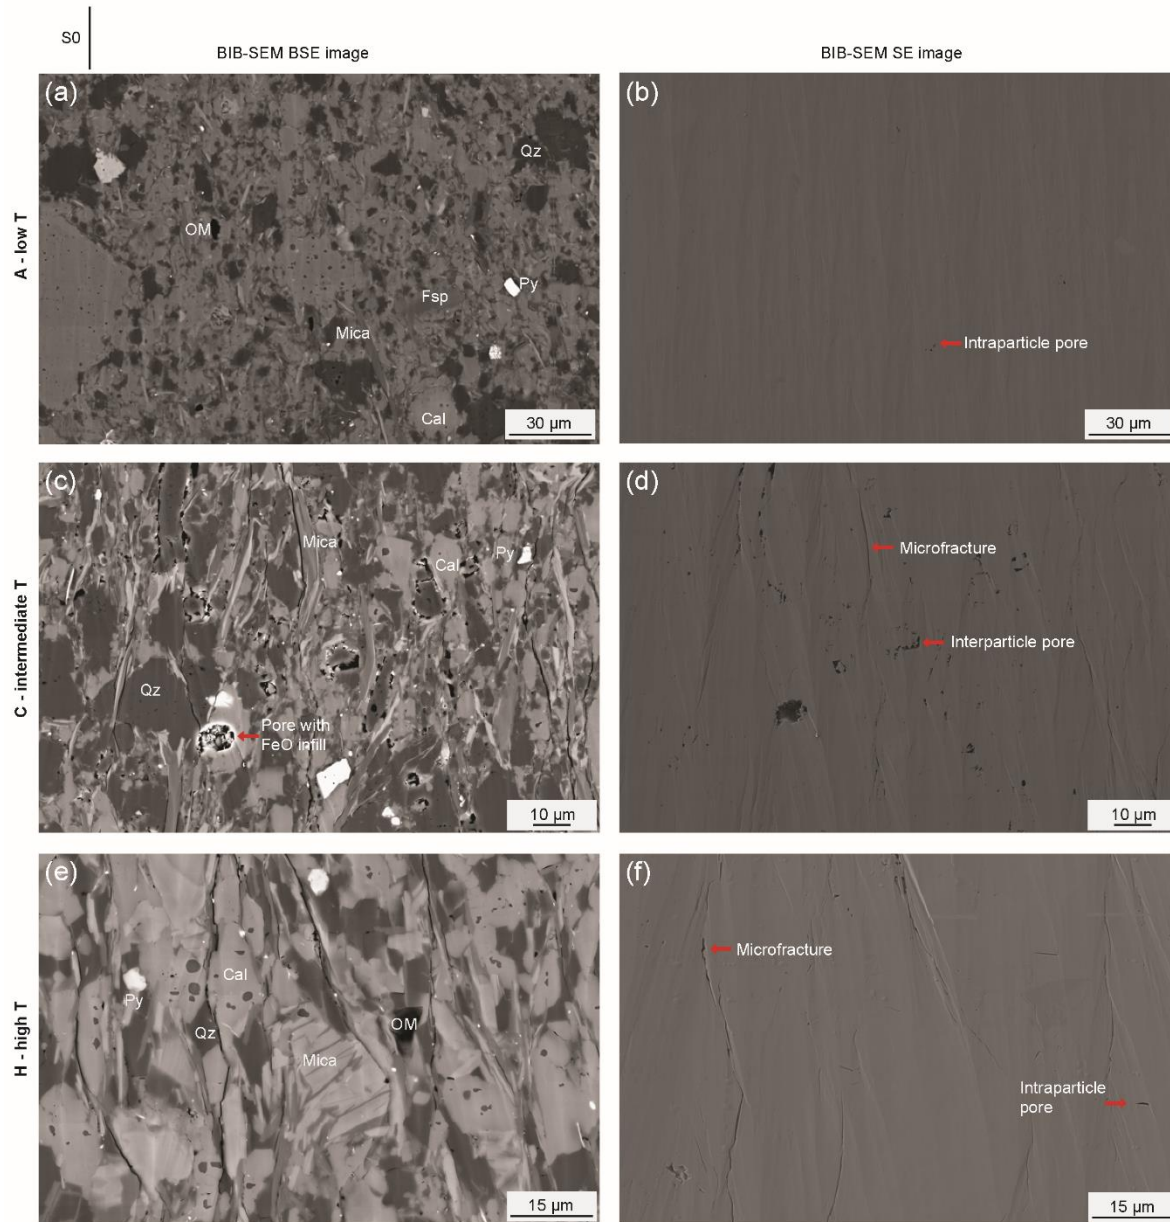 S0
BIB-SEM BSE image
BIB-SEM SE image
A - low T
(a)
Qz
OM
Py
Fsp
Mica
Cal
30 µm
(b)
Intraparticle pore
30 µm
C - intermediate T
(c)
Mica
Cal
Py
Qz
Pore with
FeO infill
10 µm
(d)
Microfracture
Interparticle pore
10 µm
H - high T
(e)
Cal
Py
Qz
OM
Mica
15 µm
(f)
Microfracture
Intraparticle
pore
15 µm